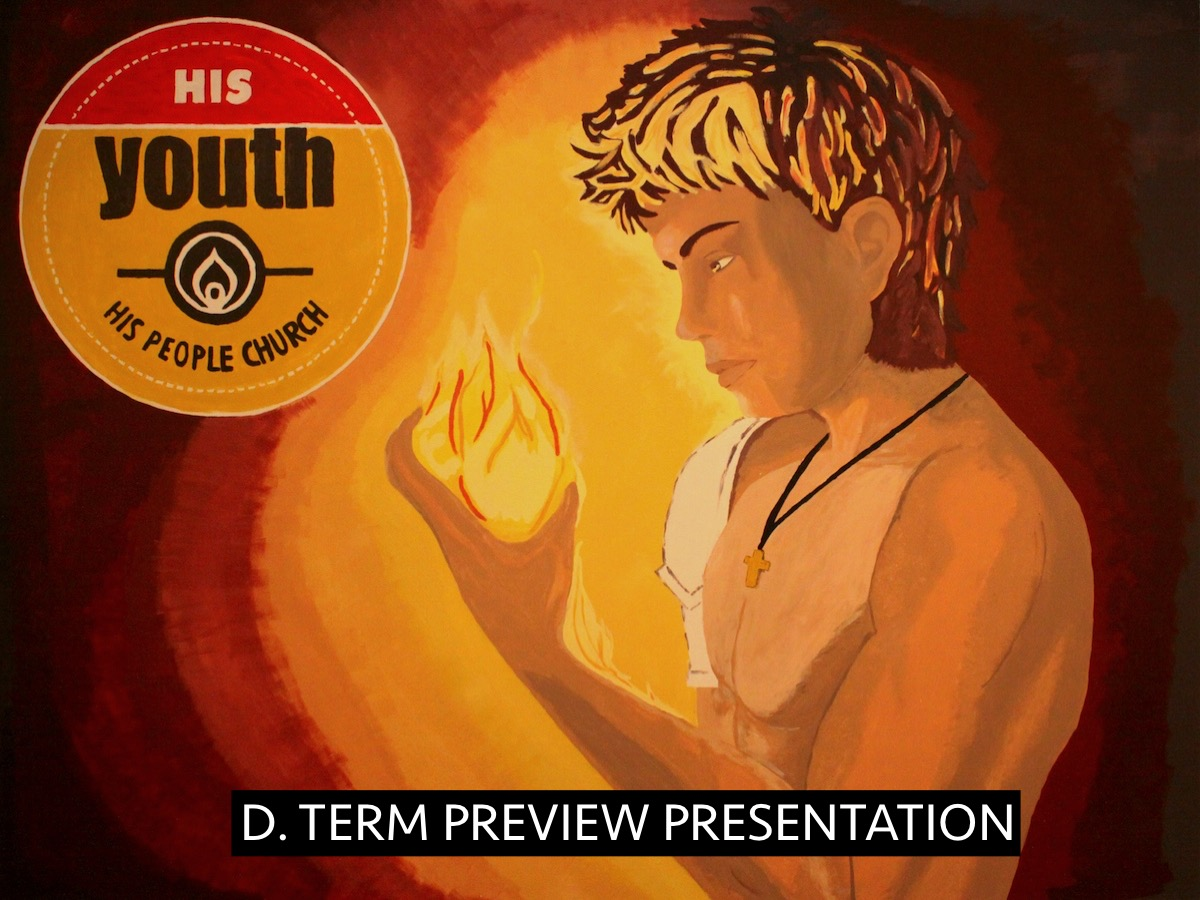 HIS
youth
HIS PEOPLE CHURCH
D. TERM PREVIEW PRESENTATION